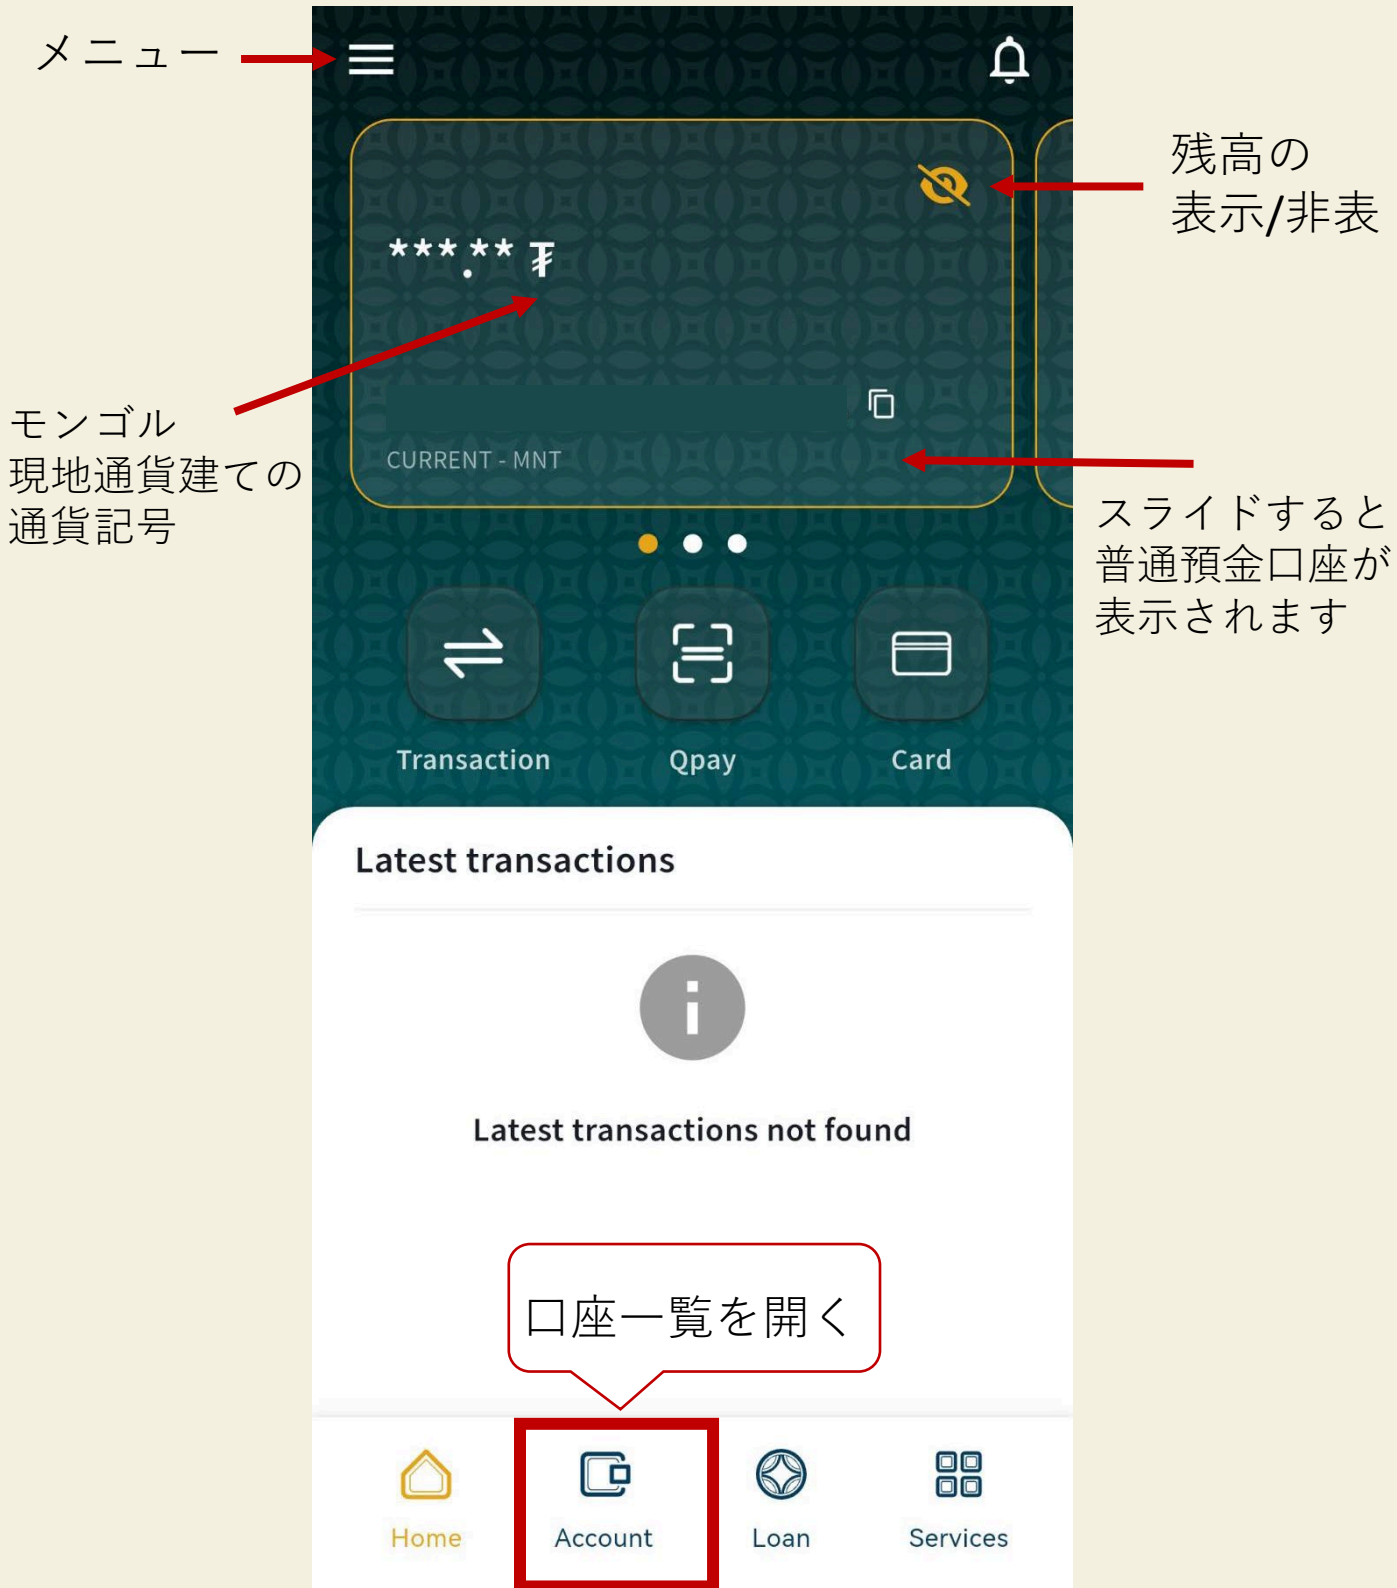 メニュー
残高の
表示/非表
***.** ₮
モンゴル
現地通貨建ての
通貨記号
CURRENT - MNT
スライドすると
普通預金口座が
表示されます
Transaction
Qpay
Card
Latest transactions
Latest transactions not found
口座一覧を開く
Home
Account
Loan
Services